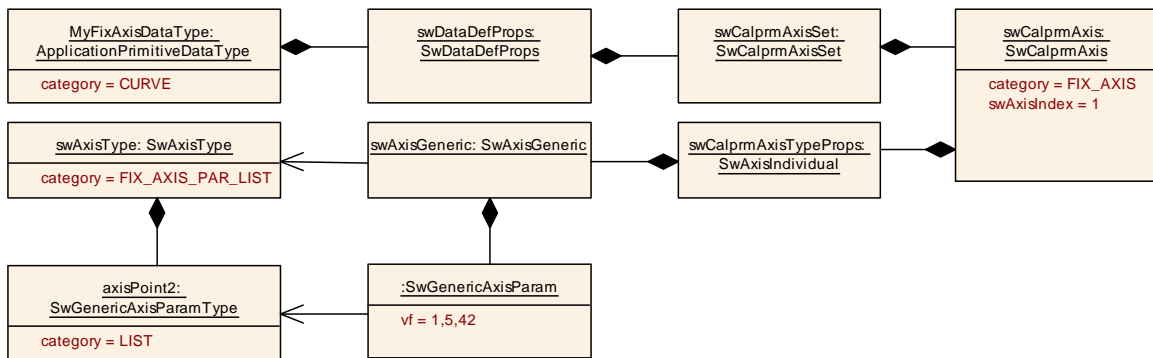 MyFixAxisDataType:
ApplicationPrimitiveDataType
category = CURVE
swDataDefProps:
SwDataDefProps
swCalprmAxisSet:
SwCalprmAxisSet
swCalprmAxis:
SwCalprmAxis
category = FIX_AXIS
swAxisIndex = 1
swAxisType: SwAxisType
category = FIX_AXIS_PAR_LIST
swAxisGeneric: SwAxisGeneric
swCalprmAxisTypeProps:
SwAxisIndividual
axisPoint2:
SwGenericAxisParamType
category = LIST
:SwGenericAxisParam
vf = 1,5,42